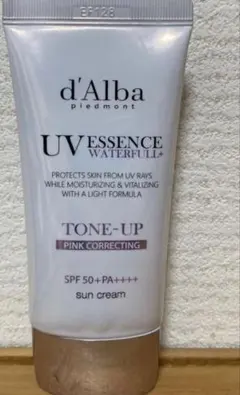 d'Alba
piedmont
UV ESSENCE
WATERFULL+
PROTECTS SKIN FROM UV RAYS
WHILE MOISTURIZING & VITALIZING
WITH A LIGHT FORMULA
TONE-UP
PINK CORRECTING
SPF 50+PA++++
sun cream